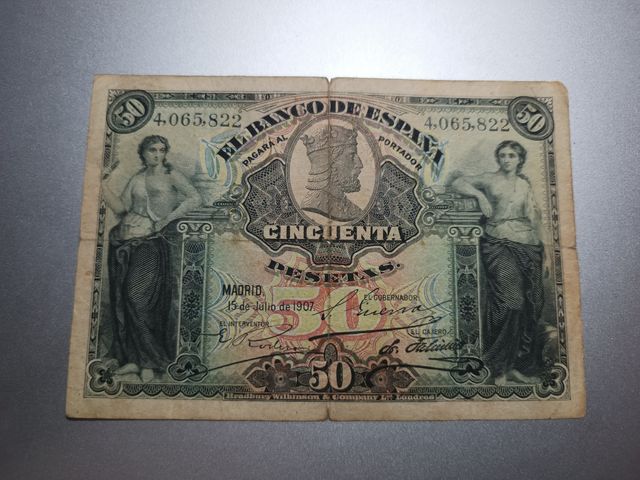 50 50
4,065,822 4,065,822
EL BANCO DE ESPAÑA
PAGARÁ AL PORTADOR
CINCUENTA
PESETAS.
50
MADRID
15 de Julio de 1907
EL GOBERNADOR
EL INTERVENTOR
EL CAJERO
50
Bradbury Wilkinson & Company Ld. Londres